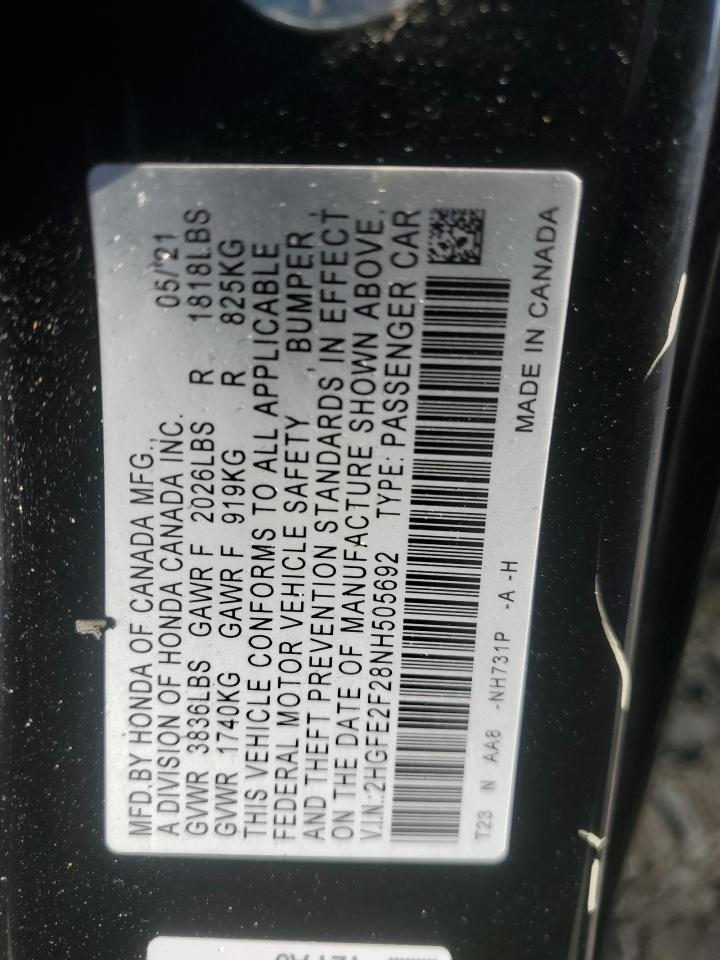 MFD.BY HONDA OF CANADA MFG.,
A DIVISION OF HONDA CANADA INC. 05/'21
GVWR 3836LBS GAWR F 2026LBS R 1818LBS
GVWR 1740KG GAWR F 919KG R 825KG
THIS VEHICLE CONFORMS TO ALL APPLICABLE
FEDERAL MOTOR VEHICLE SAFETY , BUMPER ,
AND THEFT PREVENTION STANDARDS IN EFFECT
ON THE DATE OF MANUFACTURE SHOWN ABOVE.
V.I.N.:2HGFE2F28NH505692 TYPE: PASSENGER CAR
T23 N AA8 -NH731P -A -H MADE IN CANADA